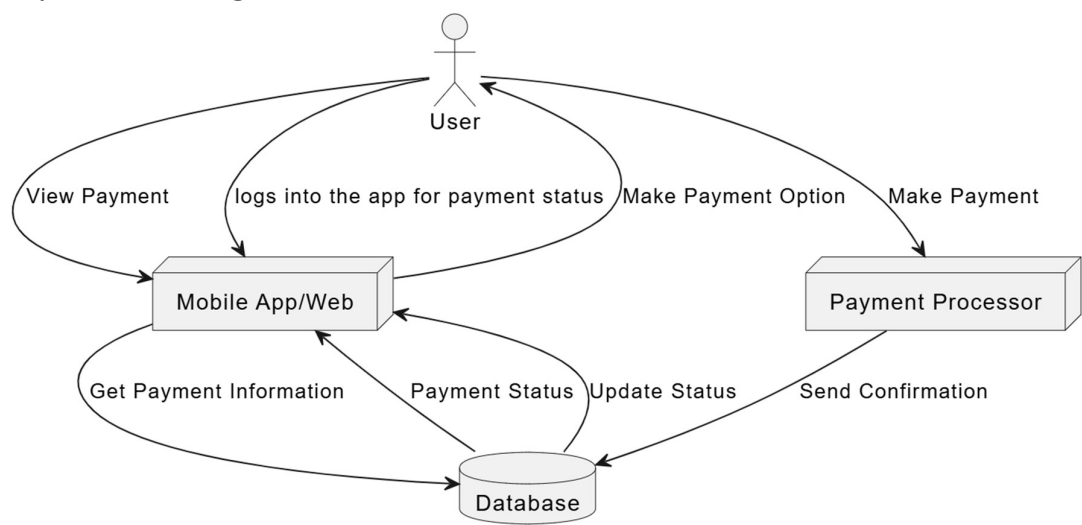 User
View Payment
logs into the app for payment status
Make Payment Option
Make Payment
Mobile App/Web
Payment Processor
Get Payment Information
Payment Status
Update Status
Send Confirmation
Database